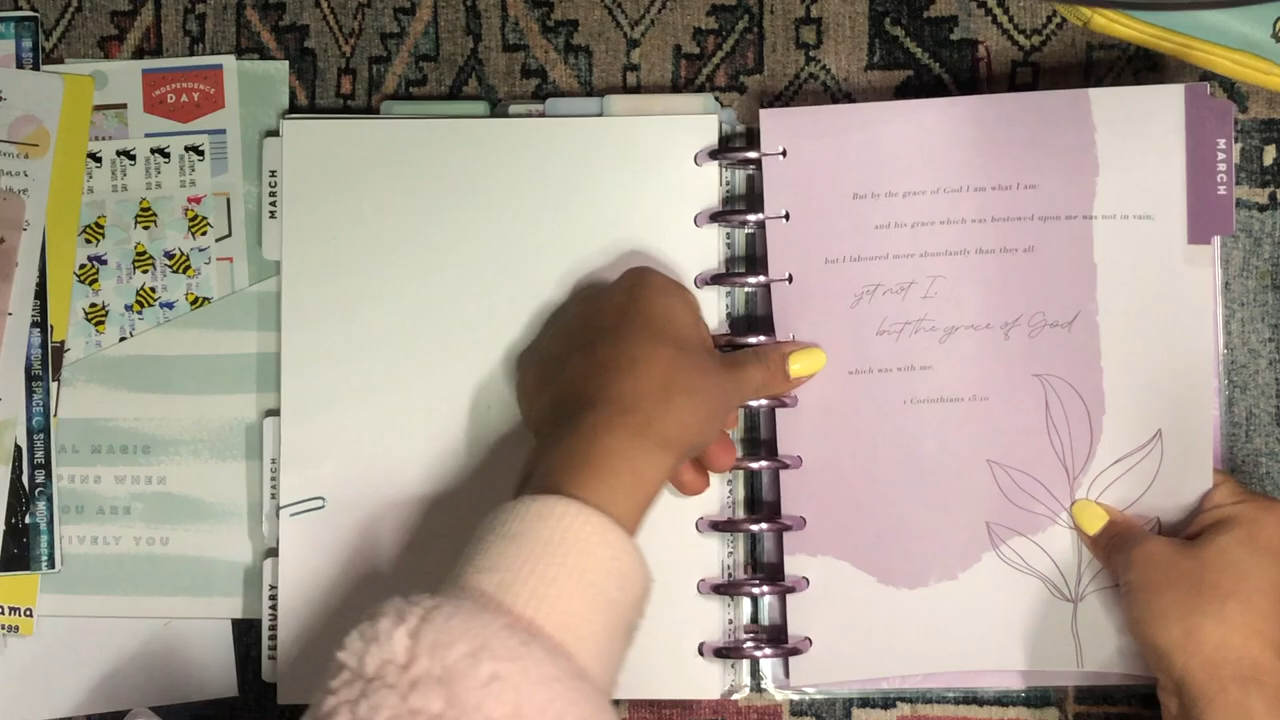 INDEPENDENCE
DAY
GIVE ME SOME SPACE
SHINE ON
MOON
AL MAGIC
PENS WHEN
OU ARE
TIVELY YOU
ama
MARCH
MARCH
FEBRUARY
But by the grace of God I am what I am:
and his grace which was bestowed upon me was not in vain;
but I laboured more abundantly than they all
yet not I,
but the grace of God
which was with me.
1 Corinthians 15:10
MARCH